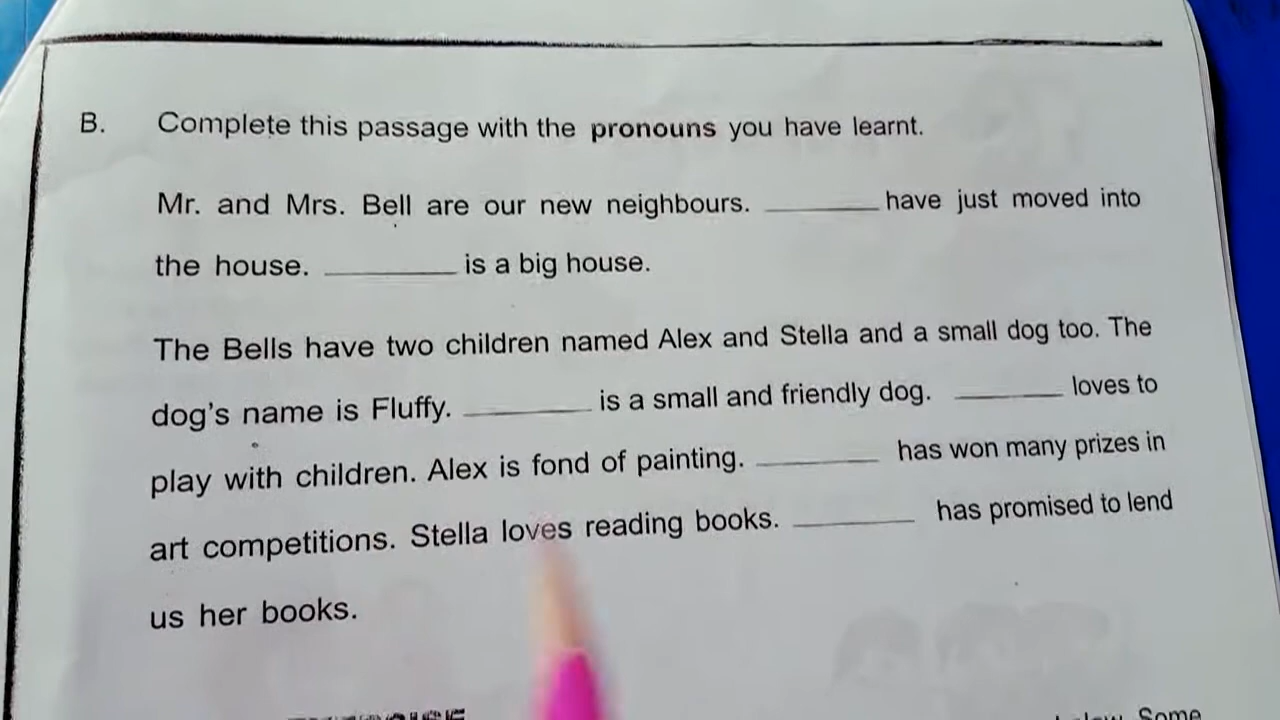 B. Complete this passage with the pronouns you have learnt.
Mr. and Mrs. Bell are our new neighbours. ________ have just moved into
the house. ________ is a big house.
The Bells have two children named Alex and Stella and a small dog too. The
dog's name is Fluffy. ________ is a small and friendly dog. ________ loves to
play with children. Alex is fond of painting. ________ has won many prizes in
art competitions. Stella loves reading books. ________ has promised to lend
us her books.
Some